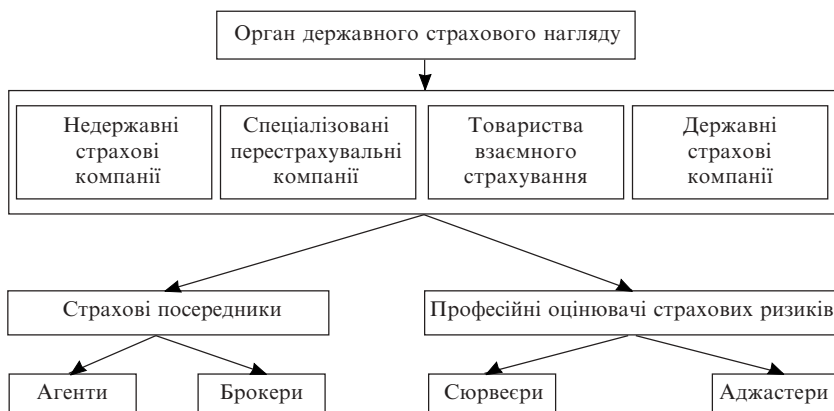 Орган державного страхового нагляду
Недержавні
страхові
компанії
Спеціалізовані
перестрахувальні
компанії
Товариства
взаємного
страхування
Державні
страхові
компанії
Страхові посередники
Професійні оцінювачі страхових ризиків
Агенти
Брокери
Сюрвеєри
Аджастери